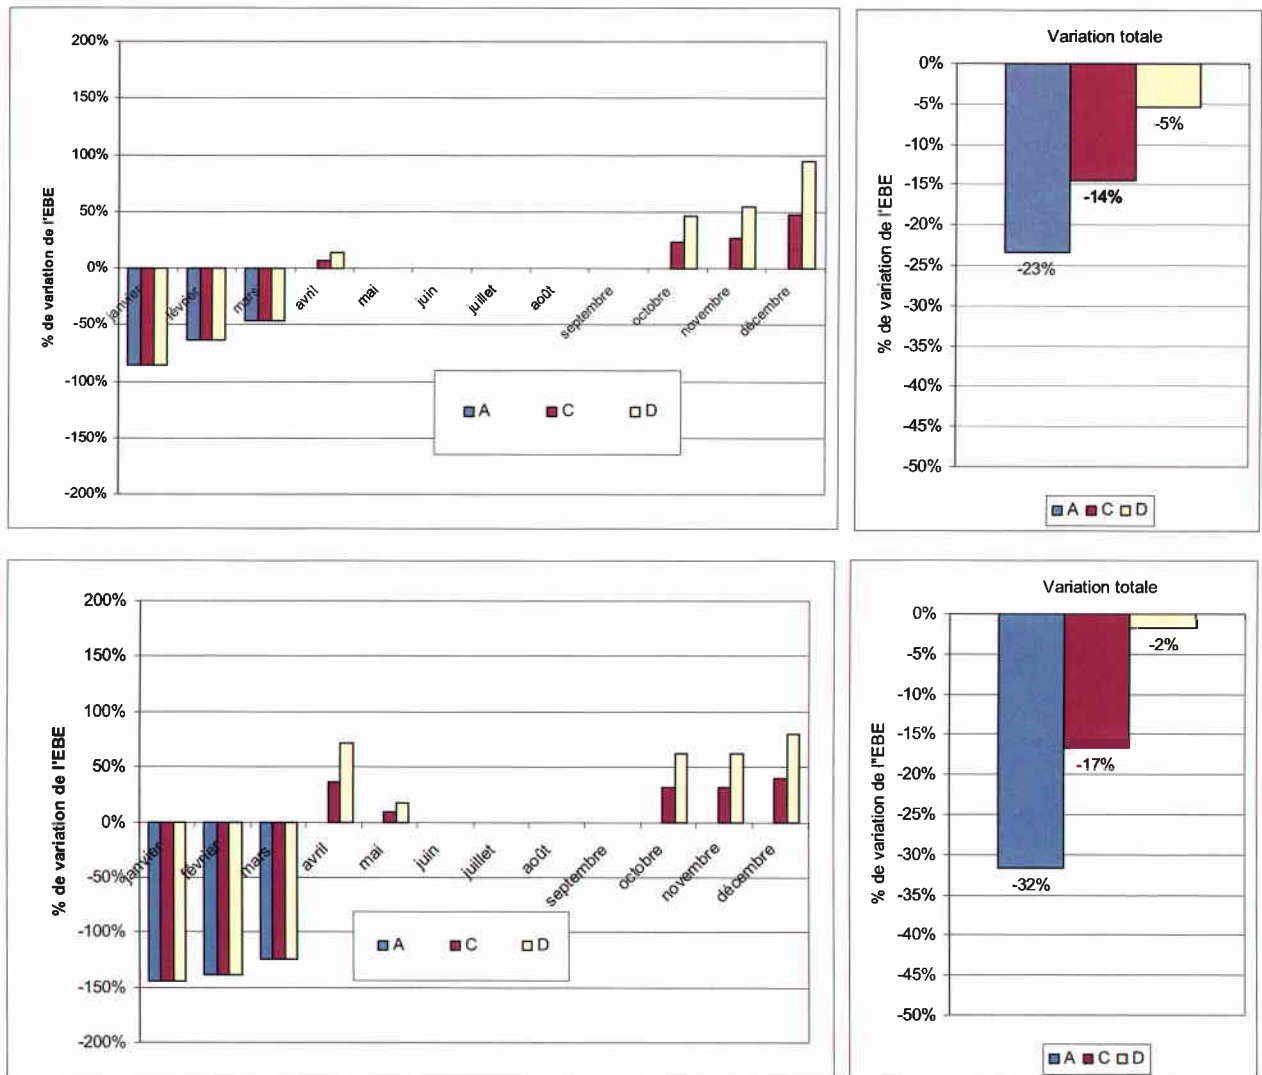 % de variation de l'EBE
200%
150%
100%
50%
0%
-50%
-100%
-150%
-200%
janvier
février
mars
avril
mai
juin
juillet
août
septembre
octobre
novembre
décembre
A C D
Variation totale
% de variation de l'EBE
0%
-5%
-10%
-15%
-20%
-25%
-30%
-35%
-40%
-45%
-50%
-23%
-14%
-5%
A C D
% de variation de l'EBE
200%
150%
100%
50%
0%
-50%
-100%
-150%
-200%
janvier
février
mars
avril
mai
juin
juillet
août
septembre
octobre
novembre
décembre
A C D
Variation totale
% de variation de l"EBE
0%
-5%
-10%
-15%
-20%
-25%
-30%
-35%
-40%
-45%
-50%
-32%
-17%
-2%
A C D